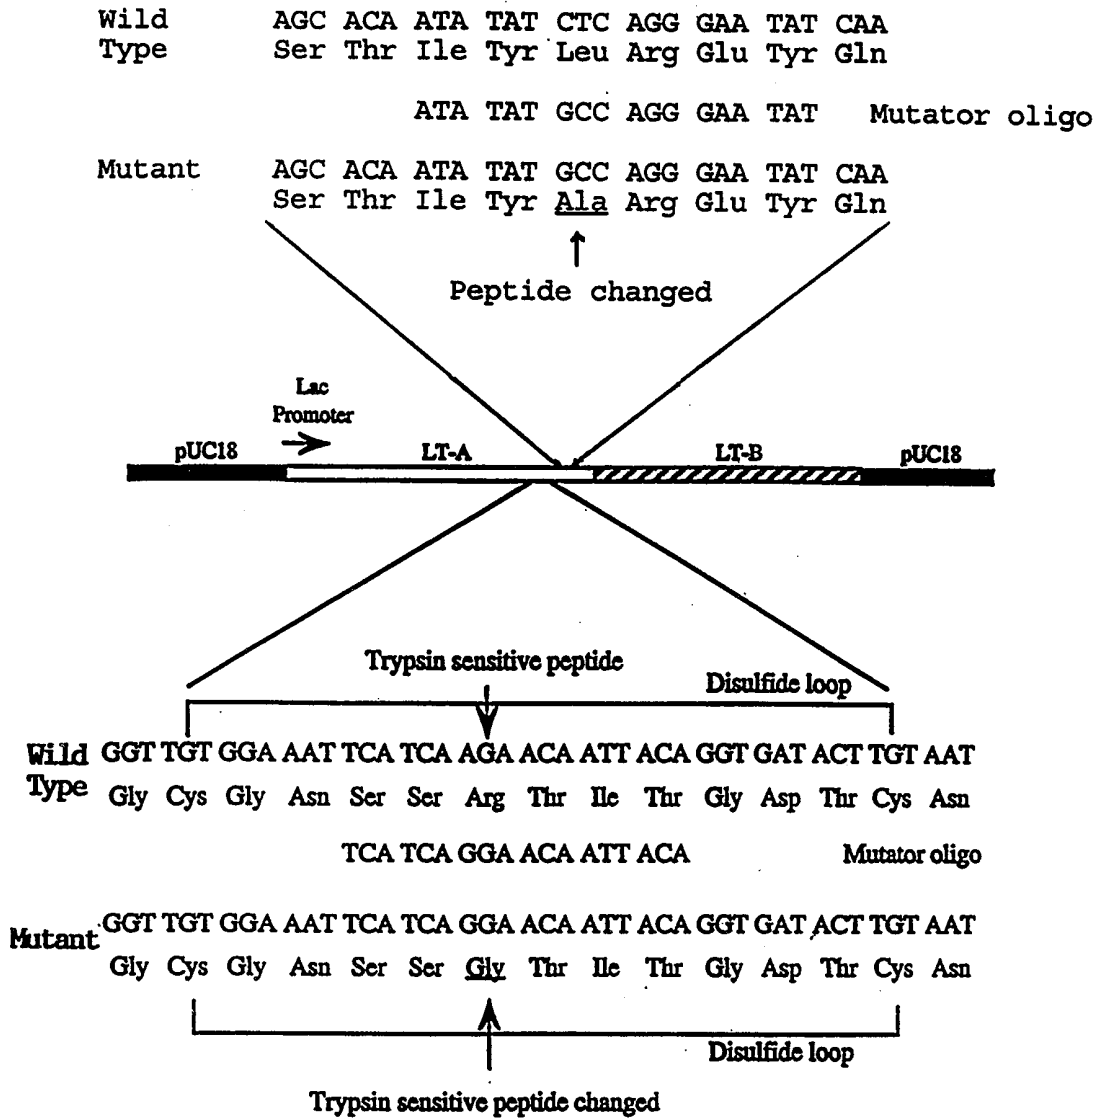 Wild AGC ACA ATA TAT CTC AGG GAA TAT CAA
Type Ser Thr Ile Tyr Leu Arg Glu Tyr Gln
ATA TAT GCC AGG GAA TAT Mutator oligo
Mutant AGC ACA ATA TAT GCC AGG GAA TAT CAA
Ser Thr Ile Tyr Ala Arg Glu Tyr Gln
Peptide changed
Lac
Promoter
pUC18 LT-A LT-B pUC18
Trypsin sensitive peptide
Disulfide loop
Wild GGT TGT GGA AAT TCA TCA AGA ACA ATT ACA GGT GAT ACT TGT AAT
Type Gly Cys Gly Asn Ser Ser Arg Thr Ile Thr Gly Asp Thr Cys Asn
TCA TCA GGA ACA ATT ACA Mutator oligo
Mutant GGT TGT GGA AAT TCA TCA GGA ACA ATT ACA GGT GAT ACT TGT AAT
Gly Cys Gly Asn Ser Ser Gly Thr Ile Thr Gly Asp Thr Cys Asn
Disulfide loop
Trypsin sensitive peptide changed